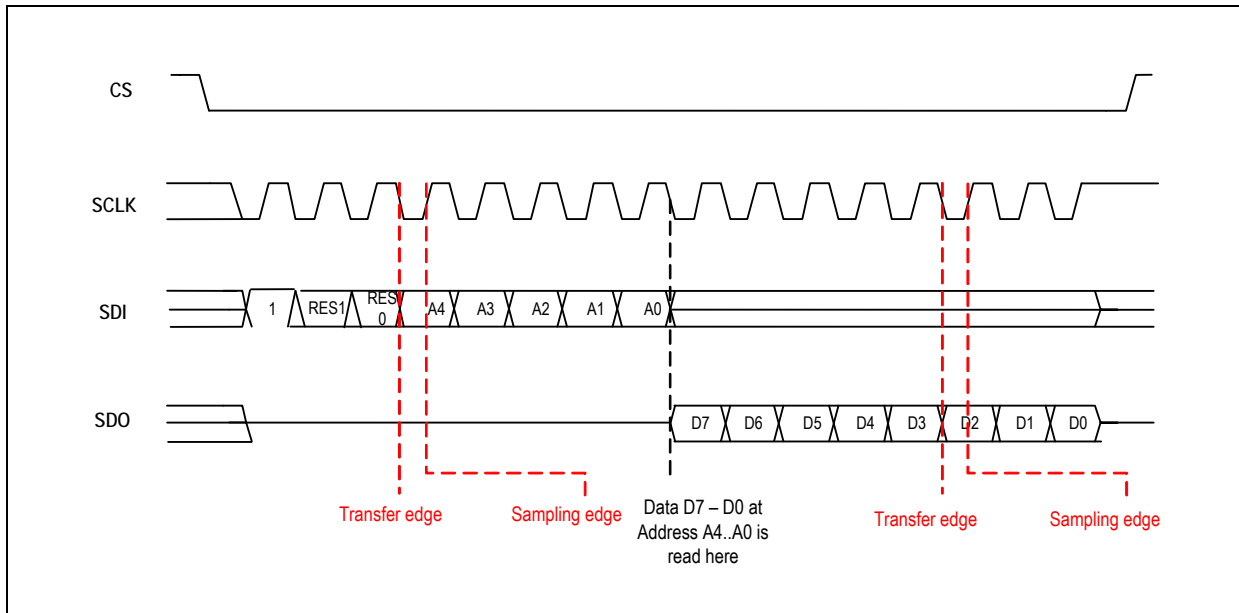 CS
SCLK
SDI
1
RES1
RES
0
A4
A3
A2
A1
A0
SDO
D7
D6
D5
D4
D3
D2
D1
D0
Transfer edge
Sampling edge
Data D7 – D0 at
Address A4..A0 is
read here
Transfer edge
Sampling edge